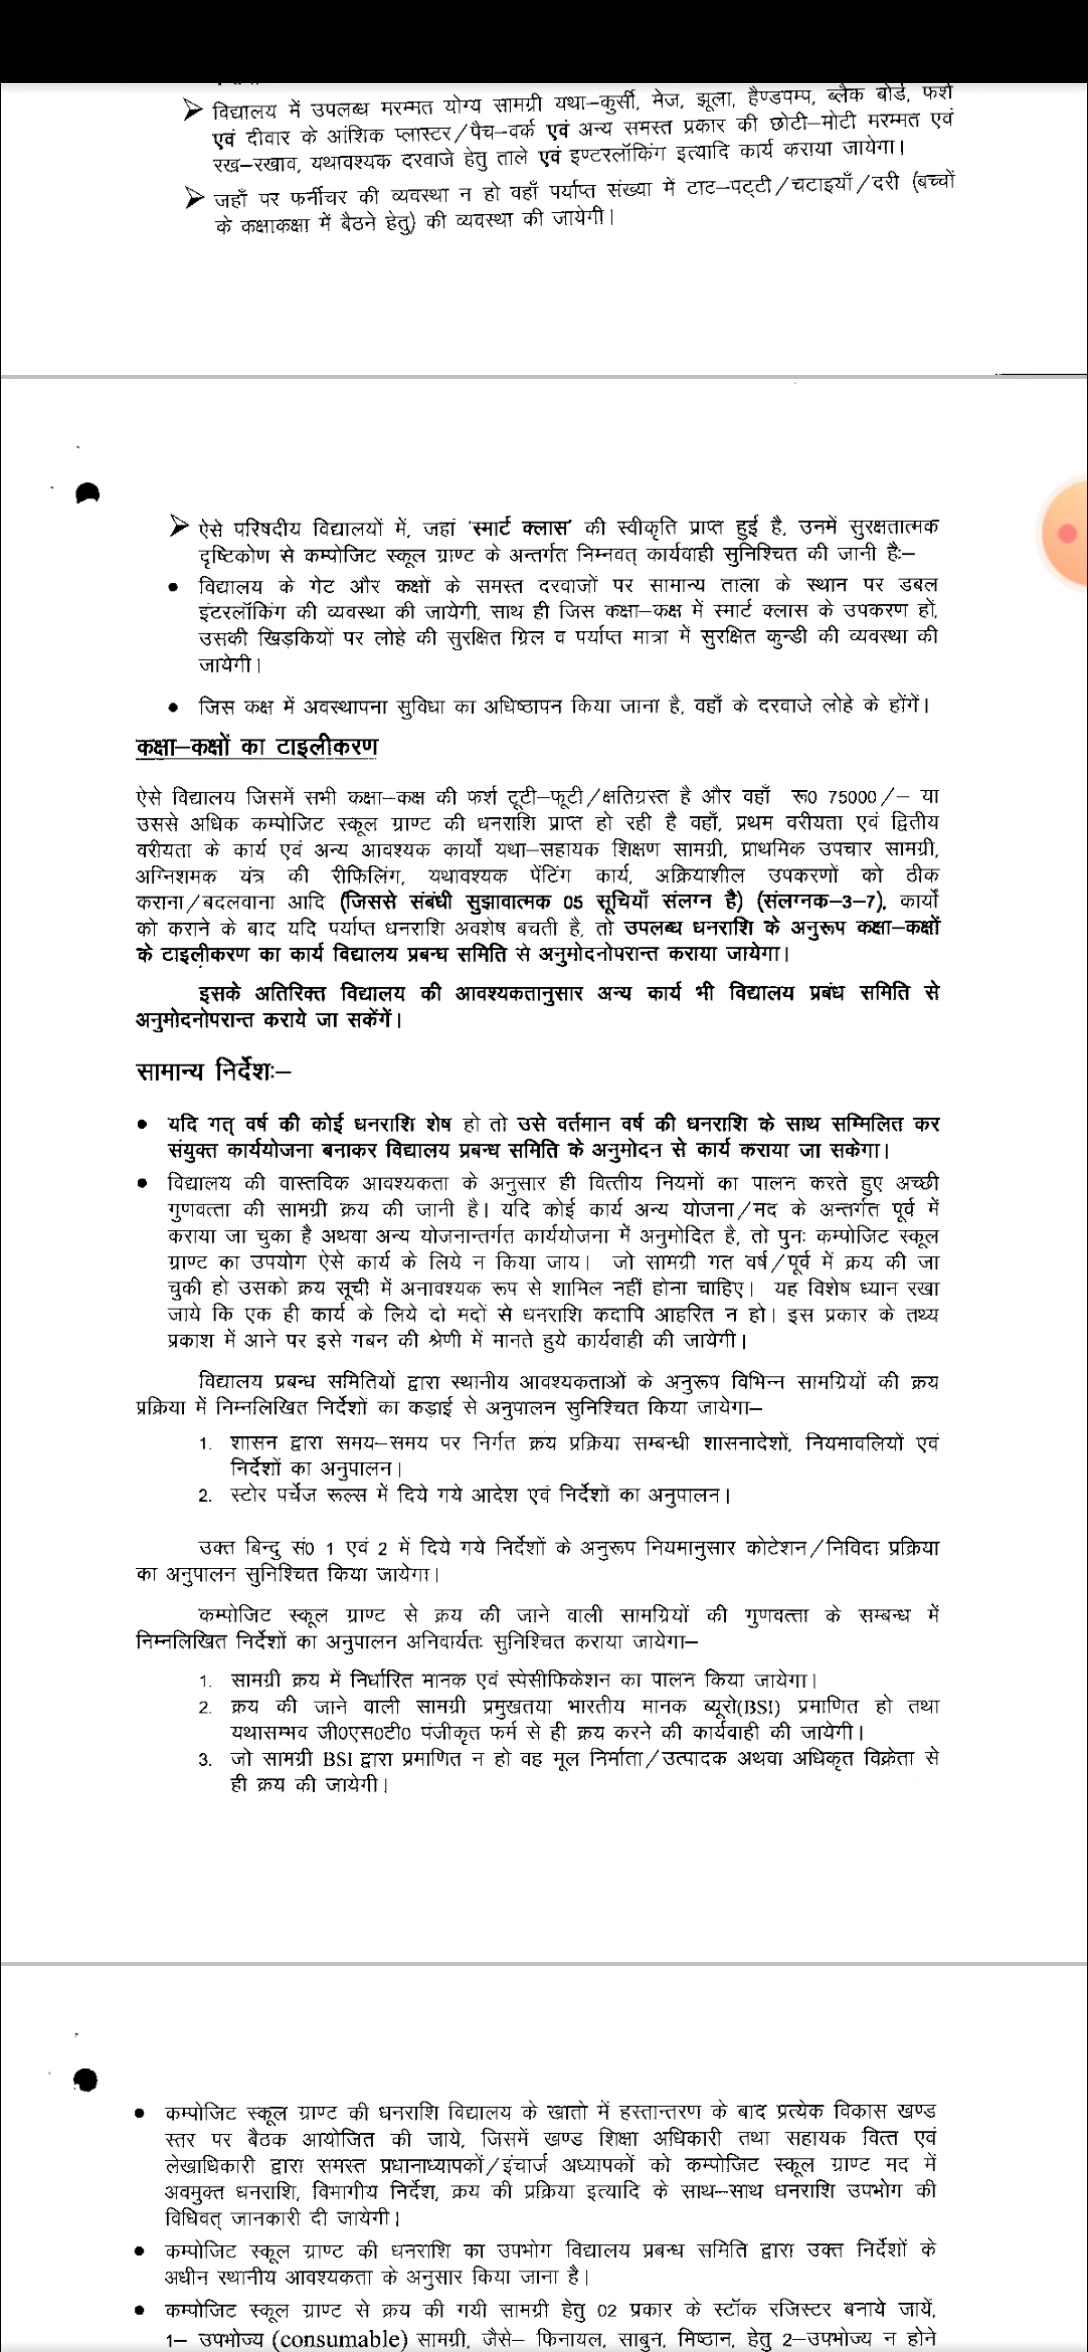 ➢ विद्यालय में उपलब्ध मरम्मत योग्य सामग्री यथा–कुर्सी, मेज, झूला, हैण्डपम्प, ब्लैक बोर्ड, फर्श
एवं दीवार के आंशिक प्लास्टर/पैच–वर्क एवं अन्य समस्त प्रकार की छोटी–मोटी मरम्मत एवं
रख–रखाव, यथावश्यक दरवाजे हेतु ताले एवं इण्टरलॉकिंग इत्यादि कार्य कराया जायेगा।
➢ जहाँ पर फर्नीचर की व्यवस्था न हो वहाँ पर्याप्त संख्या में टाट–पट्टी/चटाइयाँ/दरी (बच्चों
के कक्षाकक्षा में बैठने हेतु) की व्यवस्था की जायेगी।
➢ ऐसे परिषदीय विद्यालयों में, जहां 'स्मार्ट क्लास' की स्वीकृति प्राप्त हुई है, उनमें सुरक्षतात्मक
दृष्टिकोण से कम्पोजिट स्कूल ग्राण्ट के अन्तर्गत निम्नवत् कार्यवाही सुनिश्चित की जानी हैः–
• विद्यालय के गेट और कक्षों के समस्त दरवाजों पर सामान्य ताला के स्थान पर डबल
इंटरलॉकिंग की व्यवस्था की जायेगी, साथ ही जिस कक्षा–कक्ष में स्मार्ट क्लास के उपकरण हों,
उसकी खिड़कियों पर लोहे की सुरक्षित ग्रिल व पर्याप्त मात्रा में सुरक्षित कुन्डी की व्यवस्था की
जायेगी।
• जिस कक्ष में अवस्थापना सुविधा का अधिष्ठापन किया जाना है, वहाँ के दरवाजे लोहे के होंगें।
कक्षा–कक्षों का टाइलीकरण
ऐसे विद्यालय जिसमें सभी कक्षा–कक्ष की फर्श टूटी–फूटी/क्षतिग्रस्त है और वहाँ रू0 75000/– या
उससे अधिक कम्पोजिट स्कूल ग्राण्ट की धनराशि प्राप्त हो रही है वहाँ, प्रथम वरीयता एवं द्वितीय
वरीयता के कार्य एवं अन्य आवश्यक कार्यों यथा–सहायक शिक्षण सामग्री, प्राथमिक उपचार सामग्री,
अग्निशमक यंत्र की रीफिलिंग, यथावश्यक पेंटिंग कार्य, अक्रियाशील उपकरणों को ठीक
कराना/बदलवाना आदि (जिससे संबंधी सुझावात्मक 05 सूचियाँ संलग्न है) (संलग्नक–3–7), कार्यों
को कराने के बाद यदि पर्याप्त धनराशि अवशेष बचती है, तो उपलब्ध धनराशि के अनुरूप कक्षा–कक्षों
के टाइलीकरण का कार्य विद्यालय प्रबन्ध समिति से अनुमोदनोपरान्त कराया जायेगा।
इसके अतिरिक्त विद्यालय की आवश्यकतानुसार अन्य कार्य भी विद्यालय प्रबंध समिति से
अनुमोदनोपरान्त कराये जा सकेंगें।
सामान्य निर्देशः–
• यदि गत् वर्ष की कोई धनराशि शेष हो तो उसे वर्तमान वर्ष की धनराशि के साथ सम्मिलित कर
संयुक्त कार्ययोजना बनाकर विद्यालय प्रबन्ध समिति के अनुमोदन से कार्य कराया जा सकेगा।
• विद्यालय की वास्तविक आवश्यकता के अनुसार ही वित्तीय नियमों का पालन करते हुए अच्छी
गुणवत्ता की सामग्री क्रय की जानी है। यदि कोई कार्य अन्य योजना/मद के अन्तर्गत पूर्व में
कराया जा चुका है अथवा अन्य योजनान्तर्गत कार्ययोजना में अनुमोदित है, तो पुनः कम्पोजिट स्कूल
ग्राण्ट का उपयोग ऐसे कार्य के लिये न किया जाय। जो सामग्री गत वर्ष/पूर्व में क्रय की जा
चुकी हो उसको क्रय सूची में अनावश्यक रूप से शामिल नहीं होना चाहिए। यह विशेष ध्यान रखा
जाये कि एक ही कार्य के लिये दो मदों से धनराशि कदापि आहरित न हो। इस प्रकार के तथ्य
प्रकाश में आने पर इसे गबन की श्रेणी में मानते हुये कार्यवाही की जायेगी।
विद्यालय प्रबन्ध समितियों द्वारा स्थानीय आवश्यकताओं के अनुरूप विभिन्न सामग्रियों की क्रय
प्रक्रिया में निम्नलिखित निर्देशों का कड़ाई से अनुपालन सुनिश्चित किया जायेगा–
1. शासन द्वारा समय–समय पर निर्गत क्रय प्रक्रिया सम्बन्धी शासनादेशों, नियमावलियों एवं
निर्देशों का अनुपालन।
2. स्टोर पर्चेज रूल्स में दिये गये आदेश एवं निर्देशों का अनुपालन।
उक्त बिन्दु सं0 1 एवं 2 में दिये गये निर्देशों के अनुरूप नियमानुसार कोटेशन/निविदा प्रक्रिया
का अनुपालन सुनिश्चित किया जायेगा।
कम्पोजिट स्कूल ग्राण्ट से क्रय की जाने वाली सामग्रियों की गुणवत्ता के सम्बन्ध में
निम्नलिखित निर्देशों का अनुपालन अनिवार्यतः सुनिश्चित कराया जायेगा–
1. सामग्री क्रय में निर्धारित मानक एवं स्पेसीफिकेशन का पालन किया जायेगा।
2. क्रय की जाने वाली सामग्री प्रमुखतया भारतीय मानक ब्यूरो(BSI) प्रमाणित हो तथा
यथासम्भव जी0एस0टी0 पंजीकृत फर्म से ही क्रय करने की कार्यवाही की जायेगी।
3. जो सामग्री BSI द्वारा प्रमाणित न हो वह मूल निर्माता/उत्पादक अथवा अधिकृत विक्रेता से
ही क्रय की जायेगी।
• कम्पोजिट स्कूल ग्राण्ट की धनराशि विद्यालय के खातो में हस्तान्तरण के बाद प्रत्येक विकास खण्ड
स्तर पर बैठक आयोजित की जाये, जिसमें खण्ड शिक्षा अधिकारी तथा सहायक वित्त एवं
लेखाधिकारी द्वारा समस्त प्रधानाध्यापकों/इंचार्ज अध्यापकों को कम्पोजिट स्कूल ग्राण्ट मद में
अवमुक्त धनराशि, विभागीय निर्देश, क्रय की प्रक्रिया इत्यादि के साथ–साथ धनराशि उपभोग की
विधिवत् जानकारी दी जायेगी।
• कम्पोजिट स्कूल ग्राण्ट की धनराशि का उपभोग विद्यालय प्रबन्ध समिति द्वारा उक्त निर्देशों के
अधीन स्थानीय आवश्यकता के अनुसार किया जाना है।
• कम्पोजिट स्कूल ग्राण्ट से क्रय की गयी सामग्री हेतु 02 प्रकार के स्टॉक रजिस्टर बनाये जायें,
1– उपभोज्य (consumable) सामग्री, जैसे– फिनायल, साबुन, मिष्ठान, हेतु 2–उपभोज्य न होने